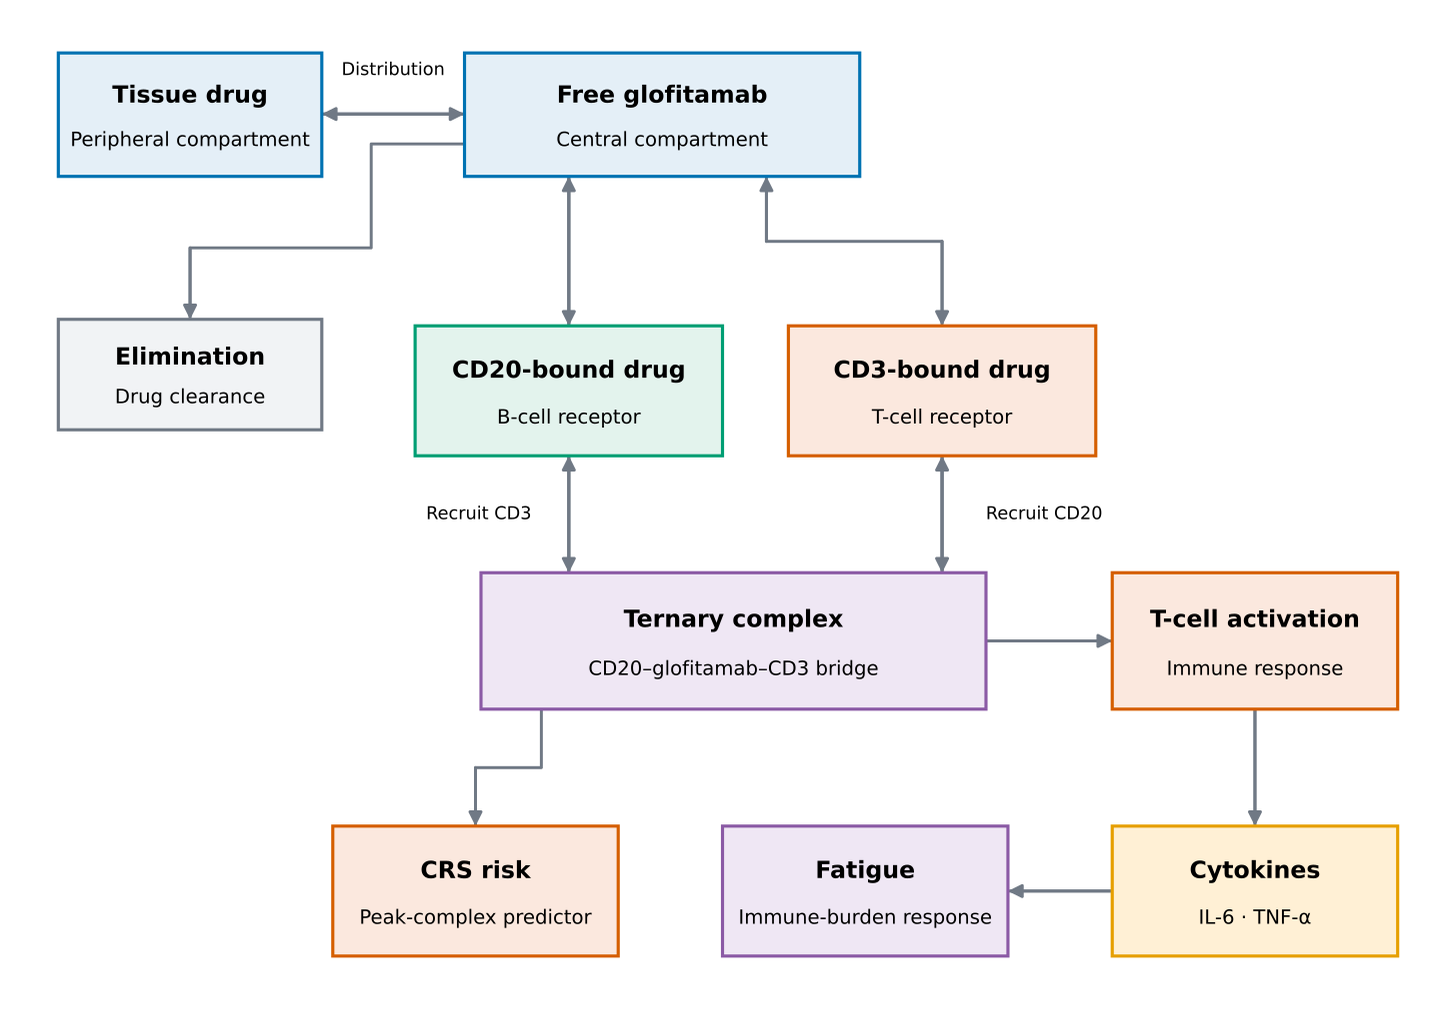 Tissue drug
Peripheral compartment
Distribution
Free glofitamab
Central compartment
Elimination
Drug clearance
CD20-bound drug
B-cell receptor
CD3-bound drug
T-cell receptor
Recruit CD3
Recruit CD20
Ternary complex
CD20–glofitamab–CD3 bridge
T-cell activation
Immune response
CRS risk
Peak-complex predictor
Fatigue
Immune-burden response
Cytokines
IL-6 · TNF-α